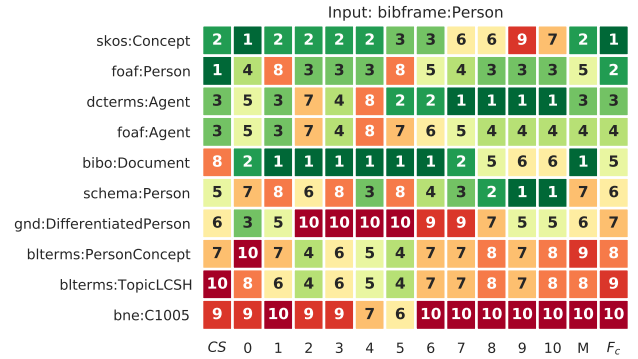 Input: bibframe:Person
skos:Concept 2 1 2 2 2 2 3 3 6 6 9 7 2 1
foaf:Person 1 4 8 3 3 3 8 5 4 3 3 3 5 2
dcterms:Agent 3 5 3 7 4 8 2 2 1 1 1 1 3 3
foaf:Agent 3 5 3 7 4 8 7 6 5 4 4 4 4 4
bibo:Document 8 2 1 1 1 1 1 1 2 5 6 6 1 5
schema:Person 5 7 8 6 8 3 8 4 3 2 1 1 7 6
gnd:DifferentiatedPerson 6 3 5 10 10 10 10 9 9 7 5 5 6 7
blterms:PersonConcept 7 10 7 4 6 5 4 7 7 8 7 8 9 8
blterms:TopicLCSH 10 8 6 4 6 5 4 7 7 8 7 8 8 9
bne:C1005 9 9 10 9 9 7 6 10 10 10 10 10 10 10
CS 0 1 2 3 4 5 6 7 8 9 10 M Fc